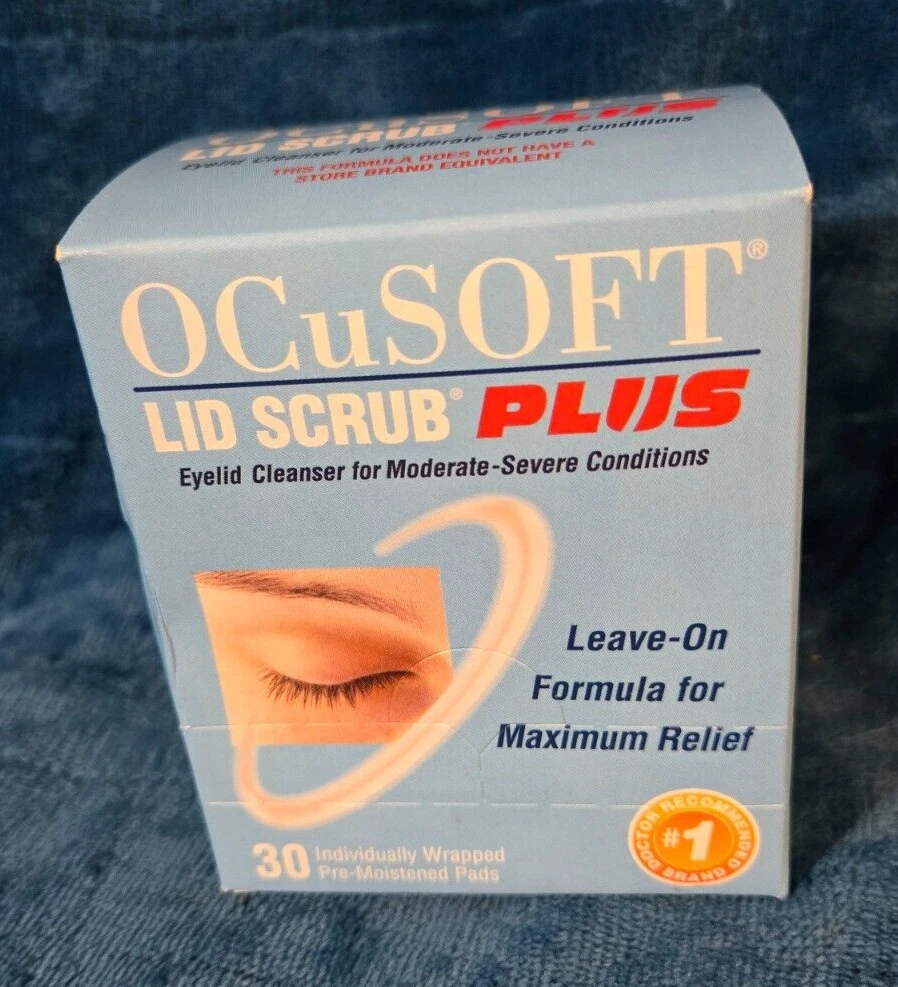 OCuSOFT
LID SCRUB PLUS
Eyelid Cleanser for Moderate-Severe Conditions
THIS FORMULA DOES NOT HAVE A
STORE BRAND EQUIVALENT
OCuSOFT®
LID SCRUB® PLUS
Eyelid Cleanser for Moderate-Severe Conditions
Leave-On
Formula for
Maximum Relief
30 Individually Wrapped
Pre-Moistened Pads
DOCTOR RECOMMENDED
#1
BRAND